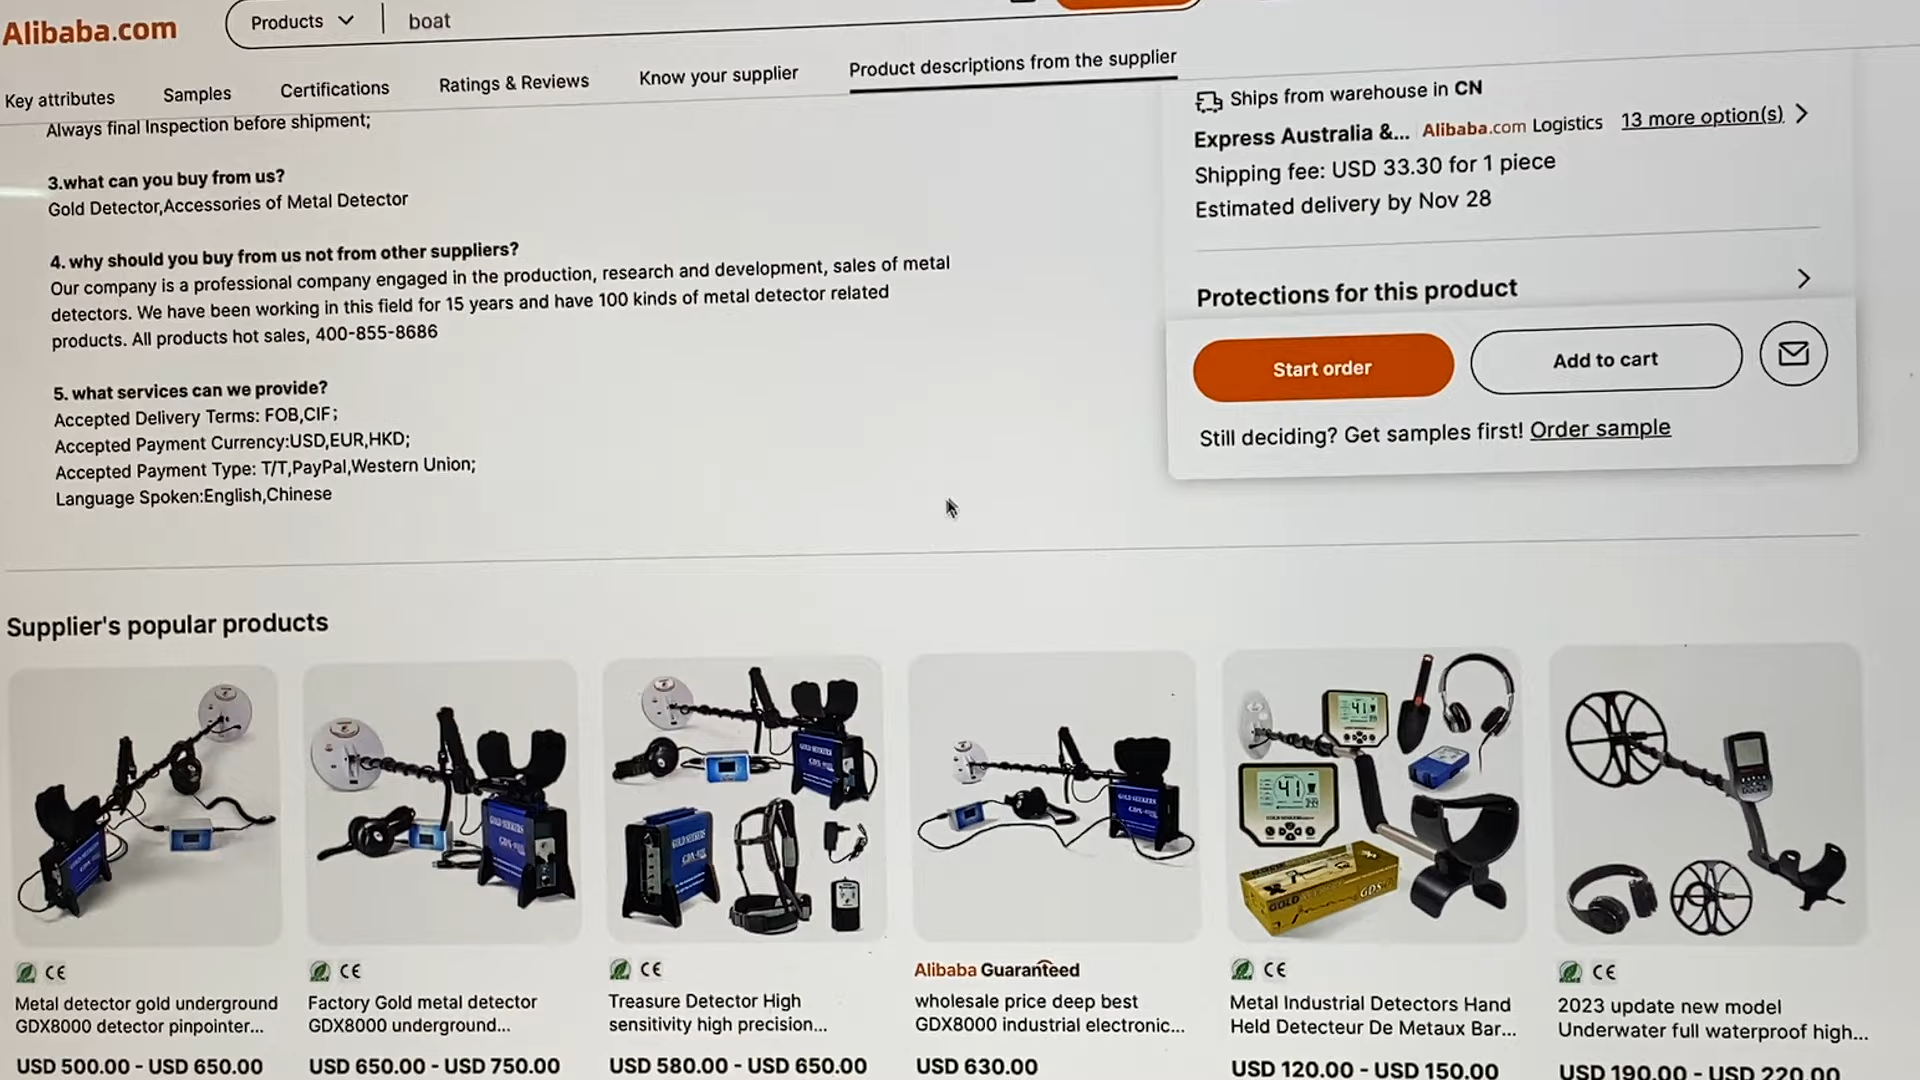 Alibaba.com
Products
boat
Key attributes
Samples
Certifications
Ratings & Reviews
Know your supplier
Product descriptions from the supplier
Always final Inspection before shipment;
3.what can you buy from us?
Gold Detector,Accessories of Metal Detector
4. why should you buy from us not from other suppliers?
Our company is a professional company engaged in the production, research and development, sales of metal
detectors. We have been working in this field for 15 years and have 100 kinds of metal detector related
products. All products hot sales, 400-855-8686
5. what services can we provide?
Accepted Delivery Terms: FOB,CIF;
Accepted Payment Currency:USD,EUR,HKD;
Accepted Payment Type: T/T,PayPal,Western Union;
Language Spoken:English,Chinese
Ships from warehouse in CN
Express Australia &... Alibaba.com Logistics 13 more option(s)
Shipping fee: USD 33.30 for 1 piece
Estimated delivery by Nov 28
Protections for this product
Start order
Add to cart
Still deciding? Get samples first! Order sample
Supplier's popular products
GOLD SEEKERS
GOLD SEEKERS
GOLD SEEKERS
GOLD SEEKERS
41
41
GOLD
GDS
CE
Metal detector gold underground
GDX8000 detector pinpointer...
USD 500.00 - USD 650.00
CE
Factory Gold metal detector
GDX8000 underground...
USD 650.00 - USD 750.00
CE
Treasure Detector High
sensitivity high precision...
USD 580.00 - USD 650.00
Alibaba Guaranteed
wholesale price deep best
GDX8000 industrial electronic...
USD 630.00
CE
Metal Industrial Detectors Hand
Held Detecteur De Metaux Bar...
USD 120.00 - USD 150.00
CE
2023 update new model
Underwater full waterproof high...
USD 190.00 - USD 220.00